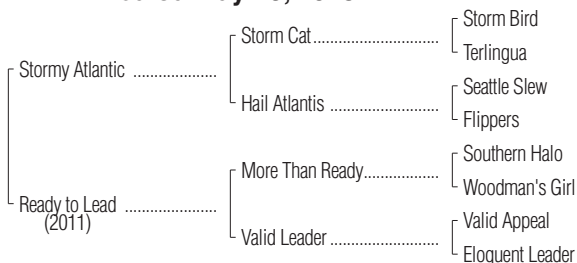 Storm Bird
Storm Cat
Terlingua
Stormy Atlantic
Seattle Slew
Hail Atlantis
Flippers
Southern Halo
More Than Ready
Woodman's Girl
Ready to Lead
(2011)
Valid Appeal
Valid Leader
Eloquent Leader